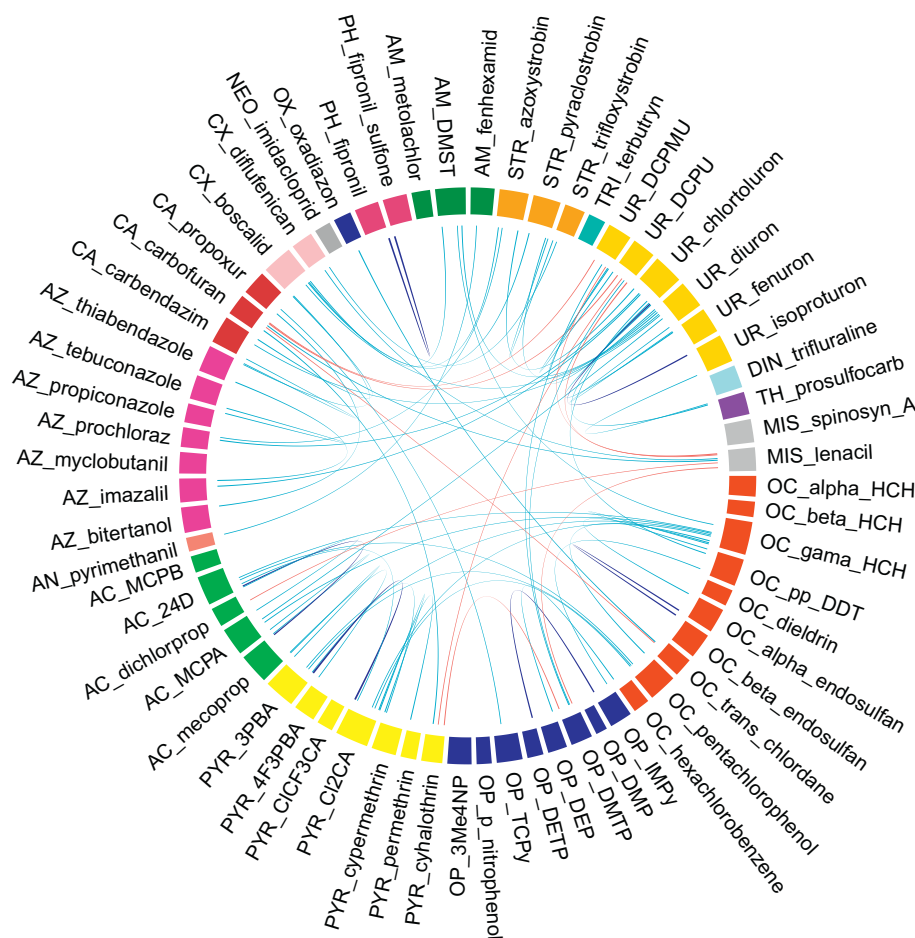 PH_fipronil_sulfone
AM_metolachlor
AM_DMST
AM_fenhexamid
STR_azoxystrobin
STR_pyraclostrobin
STR_trifloxystrobin
TRI_terbutryn
UR_DCPMU
UR_DCPU
UR_chlortoluron
UR_diuron
UR_fenuron
UR_isoproturon
DIN_trifluraline
TH_prosulfocarb
MIS_spinosyn_A
MIS_lenacil
OC_alpha_HCH
OC_beta_HCH
OC_gama_HCH
OC_pp_DDT
OC_dieldrin
OC_alpha_endosulfan
OC_beta_endosulfan
OC_trans_chlordane
OC_pentachlorophenol
OC_hexachlorobenzene
OP_IMPy
OP_DMP
OP_DMTP
OP_DEP
OP_DETP
OP_TCPy
OP_p_nitrophenol
OP_3Me4NP
PYR_cyhalothrin
PYR_permethrin
PYR_cypermethrin
PYR_Cl2CA
PYR_ClCF3CA
PYR_4F3PBA
PYR_3PBA
AC_mecoprop
AC_MCPA
AC_dichlorprop
AC_24D
AC_MCPB
AN_pyrimethanil
AZ_bitertanol
AZ_imazalil
AZ_myclobutanil
AZ_prochloraz
AZ_propiconazole
AZ_tebuconazole
AZ_thiabendazole
CA_carbendazim
CA_carbofuran
CA_propoxur
CX_boscalid
CX_diflufenican
NEO_imidacloprid
OX_oxadiazon
PH_fipronil